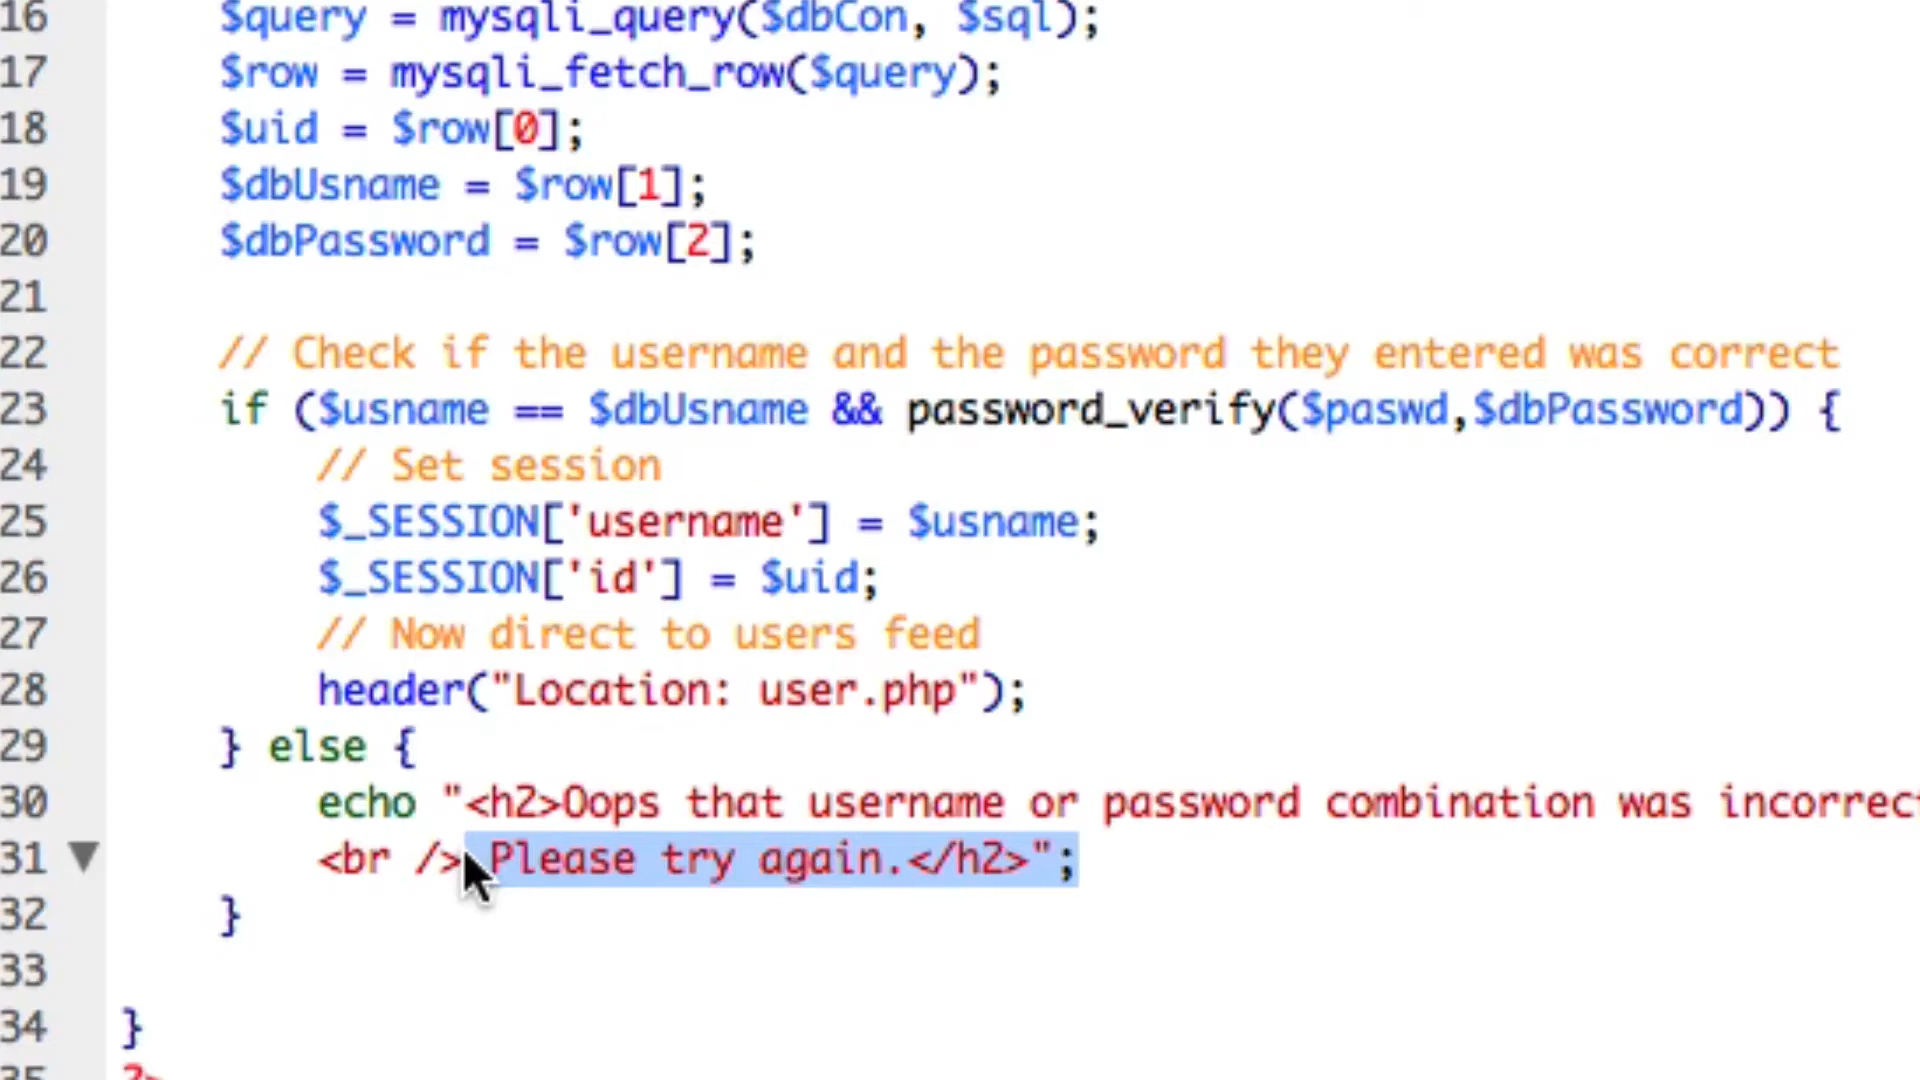 16 $query = mysqli_query($dbCon, $sql);
17 $row = mysqli_fetch_row($query);
18 $uid = $row[0];
19 $dbUsname = $row[1];
20 $dbPassword = $row[2];
21
22 // Check if the username and the password they entered was correct
23 if ($usname == $dbUsname && password_verify($paswd,$dbPassword)) {
24 // Set session
25 $_SESSION['username'] = $usname;
26 $_SESSION['id'] = $uid;
27 // Now direct to users feed
28 header("Location: user.php");
29 } else {
30 echo "<h2>Oops that username or password combination was incorrect
31 <br /> Please try again.</h2>";
32 }
33
34 }
35 ?>